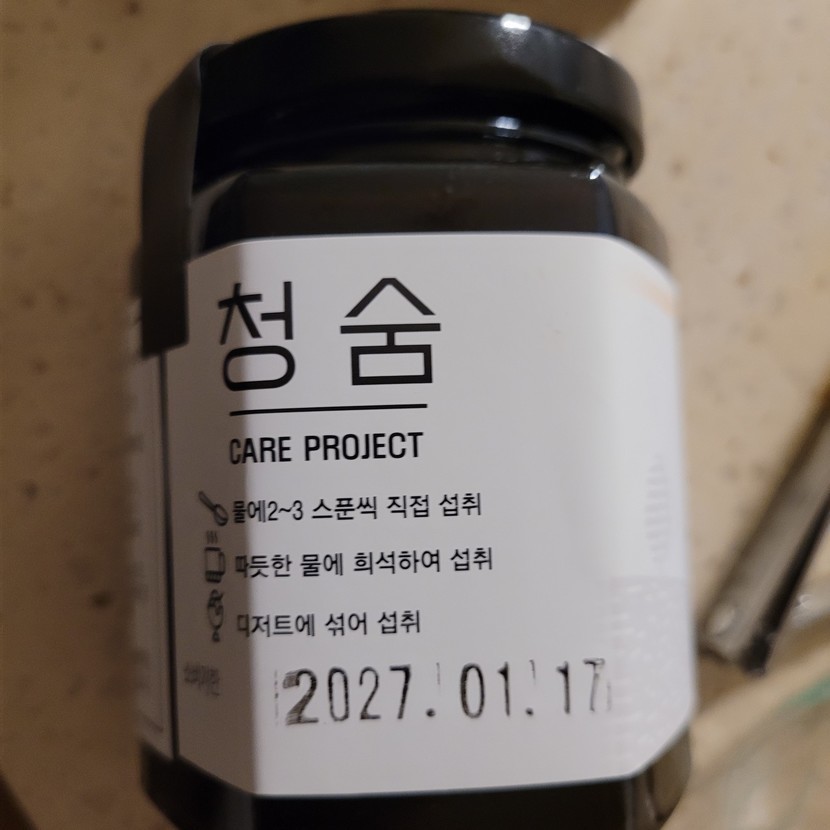 청숨
CARE PROJECT
물에2~3 스푼씩 직접 섭취
따듯한 물에 희석하여 섭취
디저트에 섞어 섭취
2027.01.17